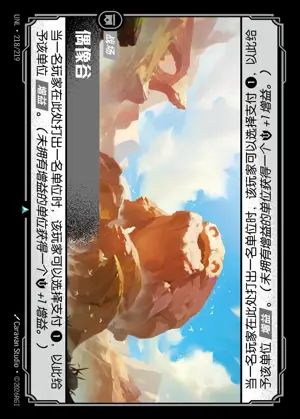 当一名玩家在此处打出一名单位时，该玩家可以选择支付1，以此给
予该单位 增益 。（未拥有增益的单位获得一个+1增益。）
战场
偶像谷
当一名玩家在此处打出一名单位时，该玩家可以选择支付1，以此给
予该单位 增益 。（未拥有增益的单位获得一个+1增益。）
UNL · 218/219
Caravan Studio
©2026RGI